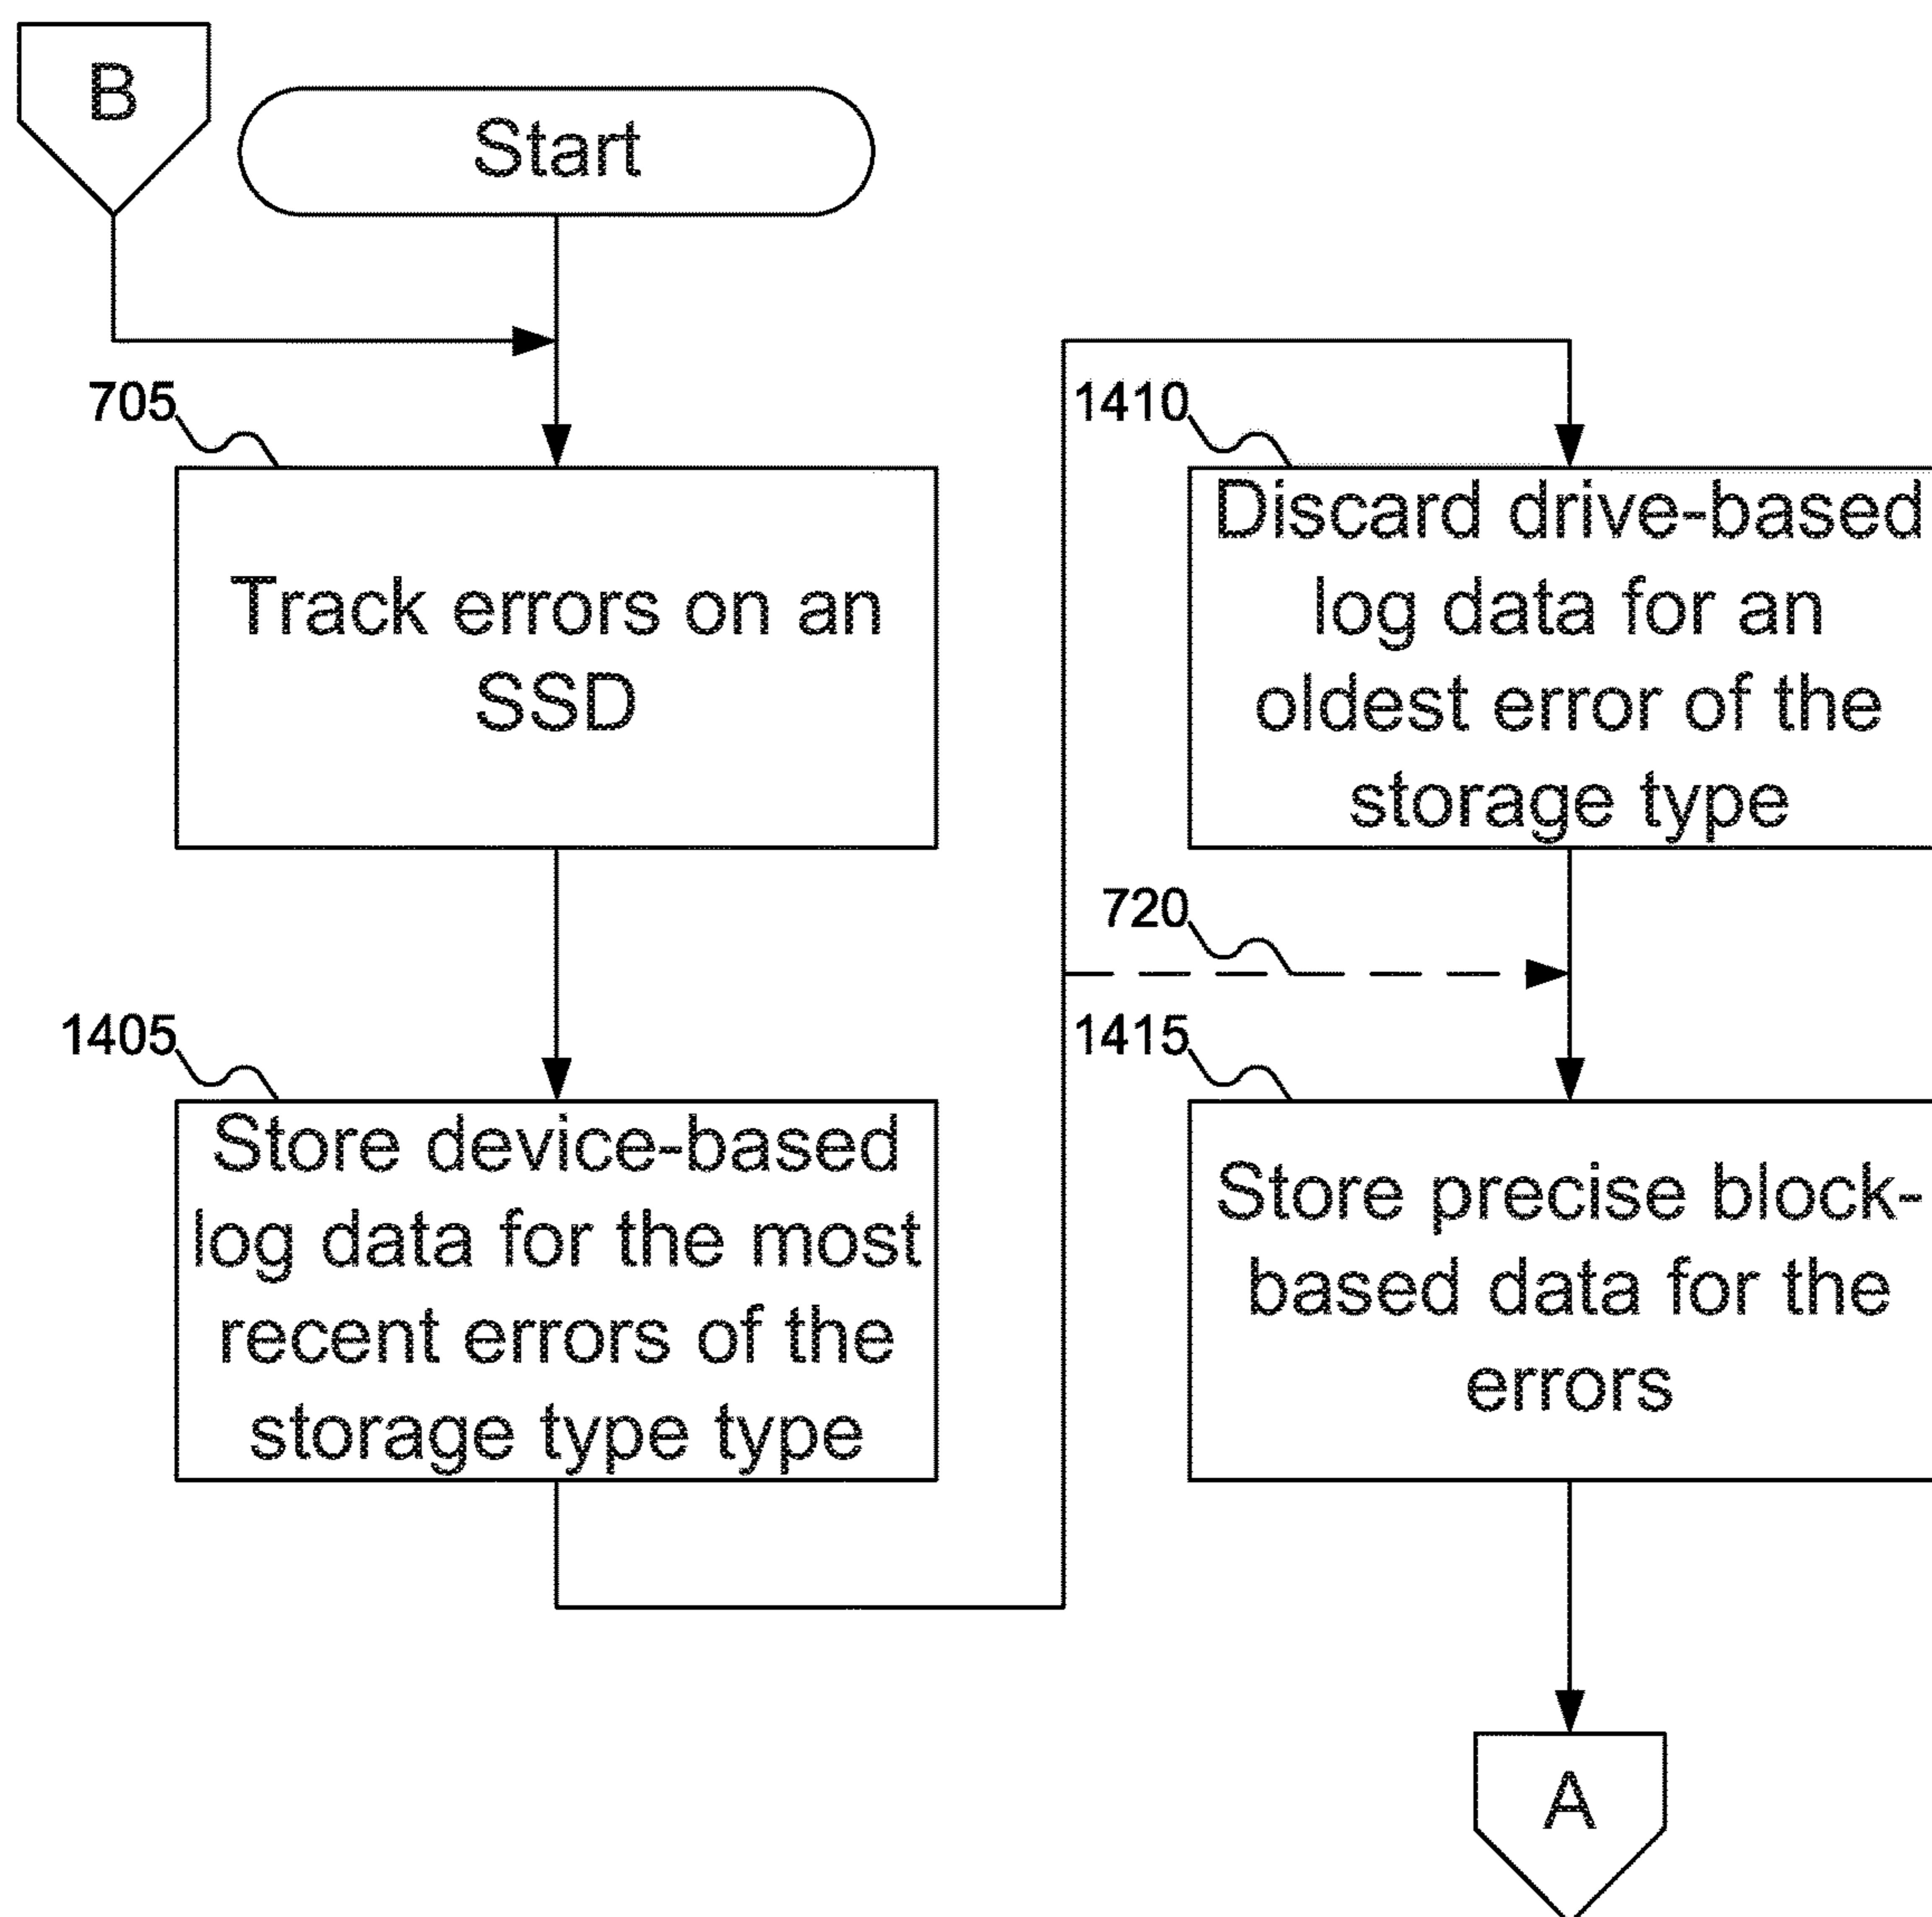 B
Start
705
Track errors on an
SSD
1405
Store device-based
log data for the most
recent errors of the
storage type type
1410
Discard drive-based
log data for an
oldest error of the
storage type
720
1415
Store precise block-
based data for the
errors
A